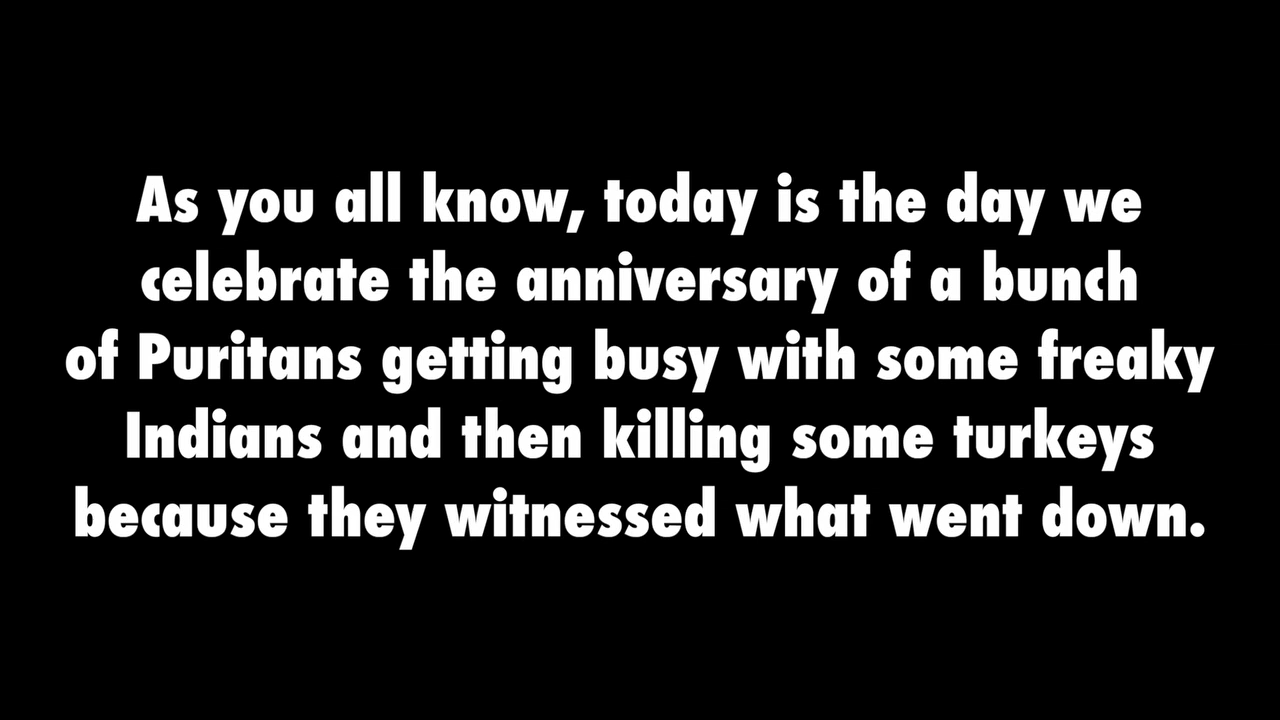 As you all know, today is the day we
celebrate the anniversary of a bunch
of Puritans getting busy with some freaky
Indians and then killing some turkeys
because they witnessed what went down.